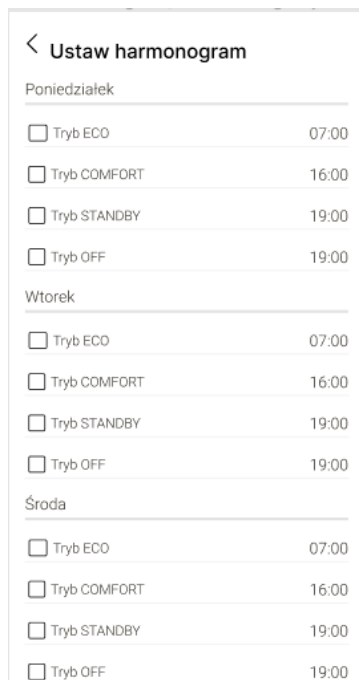 Ustaw harmonogram
Poniedziałek
Tryb ECO 07:00
Tryb COMFORT 16:00
Tryb STANDBY 19:00
Tryb OFF 19:00
Wtorek
Tryb ECO 07:00
Tryb COMFORT 16:00
Tryb STANDBY 19:00
Tryb OFF 19:00
Środa
Tryb ECO 07:00
Tryb COMFORT 16:00
Tryb STANDBY 19:00
Tryb OFF 19:00